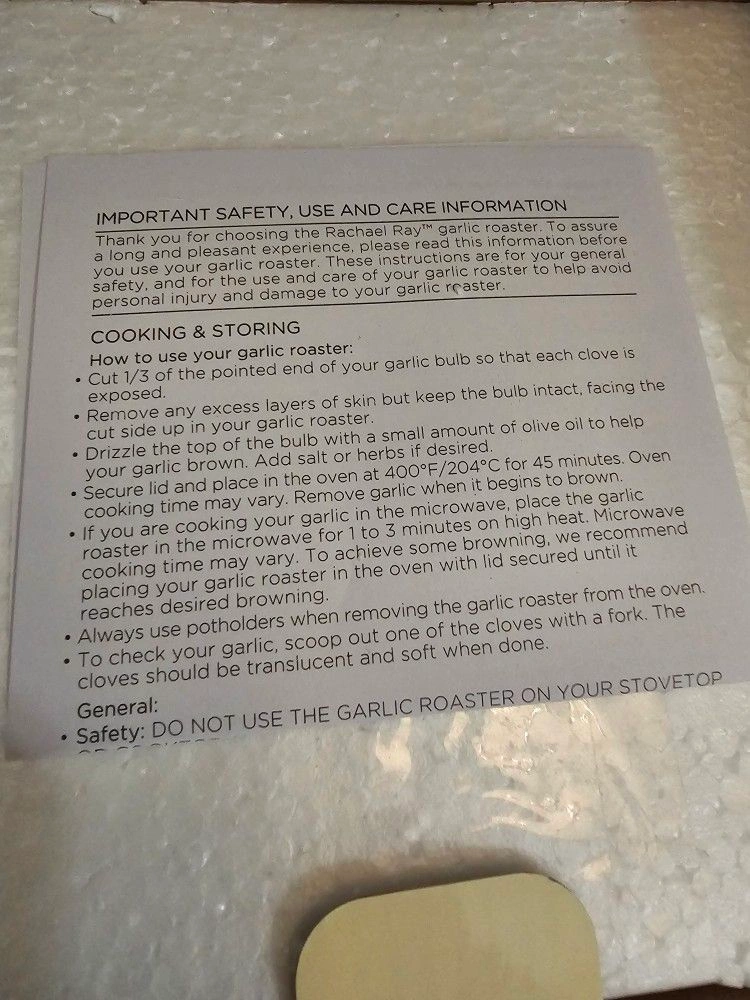 IMPORTANT SAFETY, USE AND CARE INFORMATION
Thank you for choosing the Rachael Ray™ garlic roaster. To assure
a long and pleasant experience, please read this information before
you use your garlic roaster. These instructions are for your general
safety, and for the use and care of your garlic roaster to help avoid
personal injury and damage to your garlic roaster.
COOKING & STORING
How to use your garlic roaster:
• Cut 1/3 of the pointed end of your garlic bulb so that each clove is
exposed.
• Remove any excess layers of skin but keep the bulb intact, facing the
cut side up in your garlic roaster.
• Drizzle the top of the bulb with a small amount of olive oil to help
your garlic brown. Add salt or herbs if desired.
• Secure lid and place in the oven at 400°F/204°C for 45 minutes. Oven
cooking time may vary. Remove garlic when it begins to brown.
• If you are cooking your garlic in the microwave, place the garlic
roaster in the microwave for 1 to 3 minutes on high heat. Microwave
cooking time may vary. To achieve some browning, we recommend
placing your garlic roaster in the oven with lid secured until it
reaches desired browning.
• Always use potholders when removing the garlic roaster from the oven.
• To check your garlic, scoop out one of the cloves with a fork. The
cloves should be translucent and soft when done.
General:
• Safety: DO NOT USE THE GARLIC ROASTER ON YOUR STOVETOP